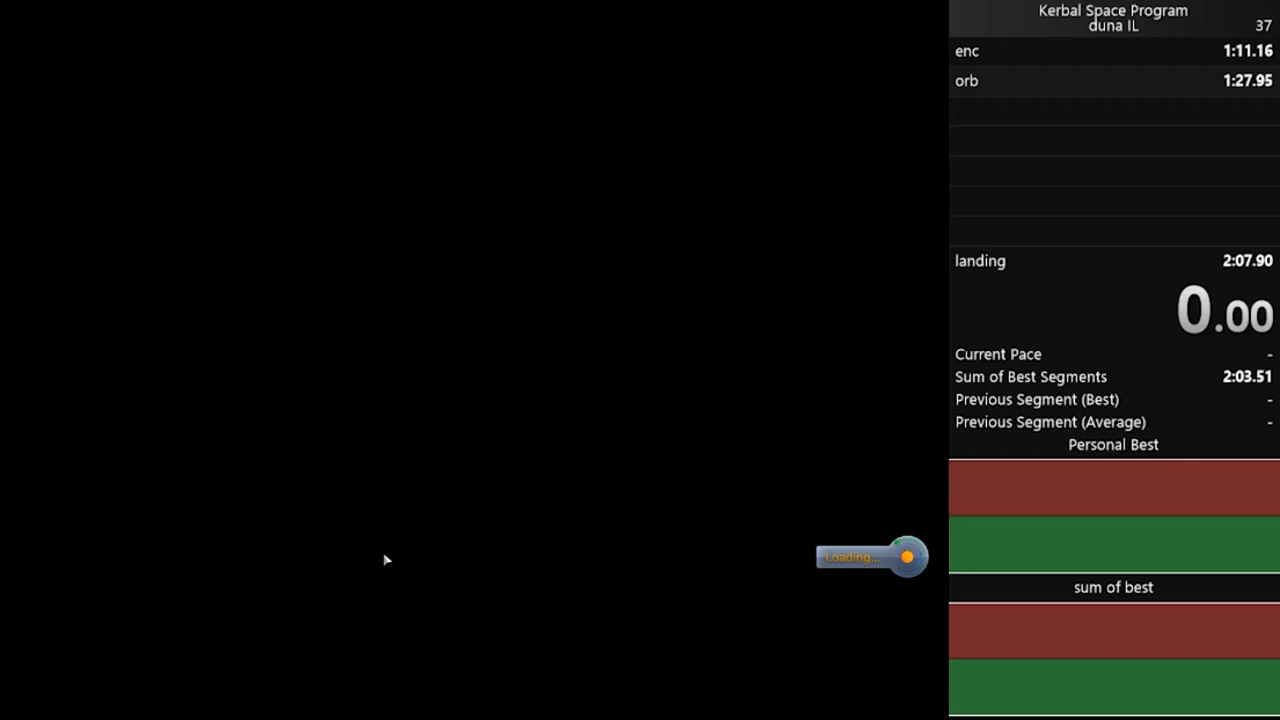 Kerbal Space Program
duna IL 37
enc 1:11.16
orb 1:27.95
landing 2:07.90
0.00
Current Pace -
Sum of Best Segments 2:03.51
Previous Segment (Best) -
Previous Segment (Average) -
Personal Best
Loading...
sum of best